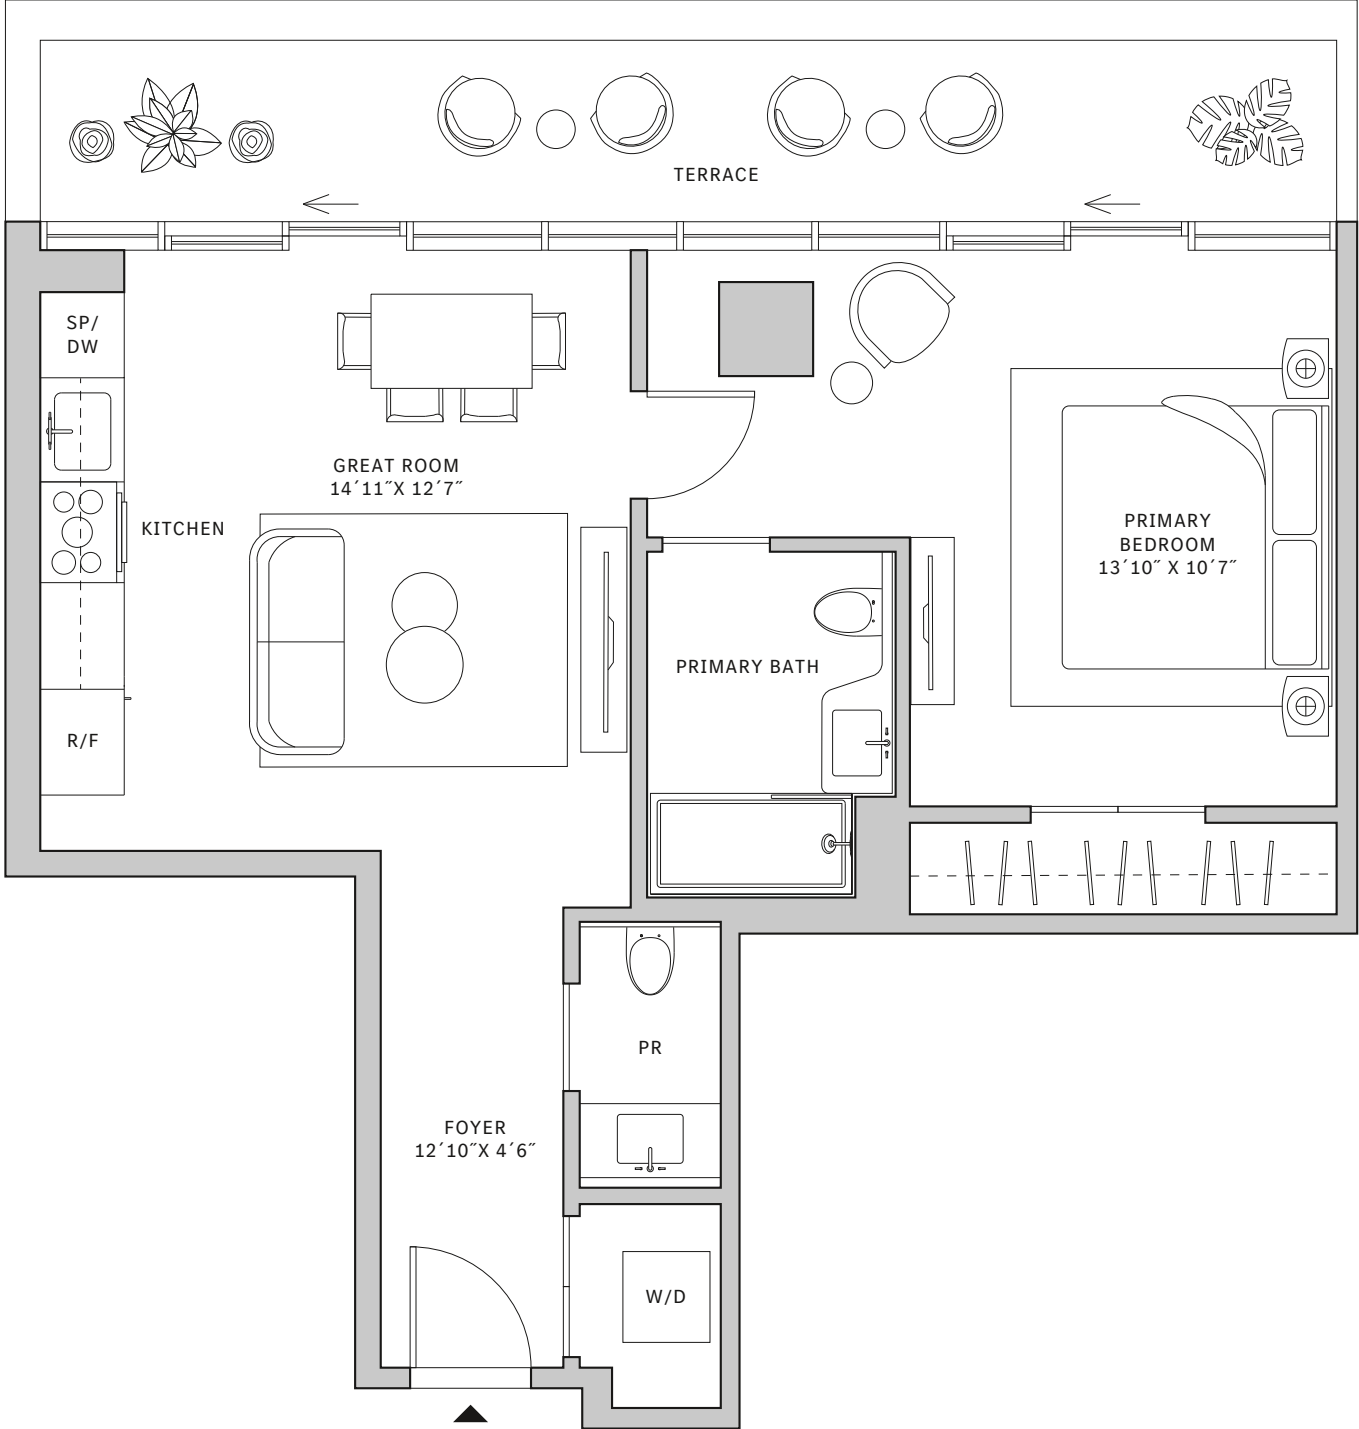 TERRACE
SP/
DW
GREAT ROOM
14´11˝X 12´7˝
KITCHEN
PRIMARY
BEDROOM
13´10˝ X 10´7˝
PRIMARY BATH
R/F
PR
FOYER
12´10˝X 4´6˝
W/D